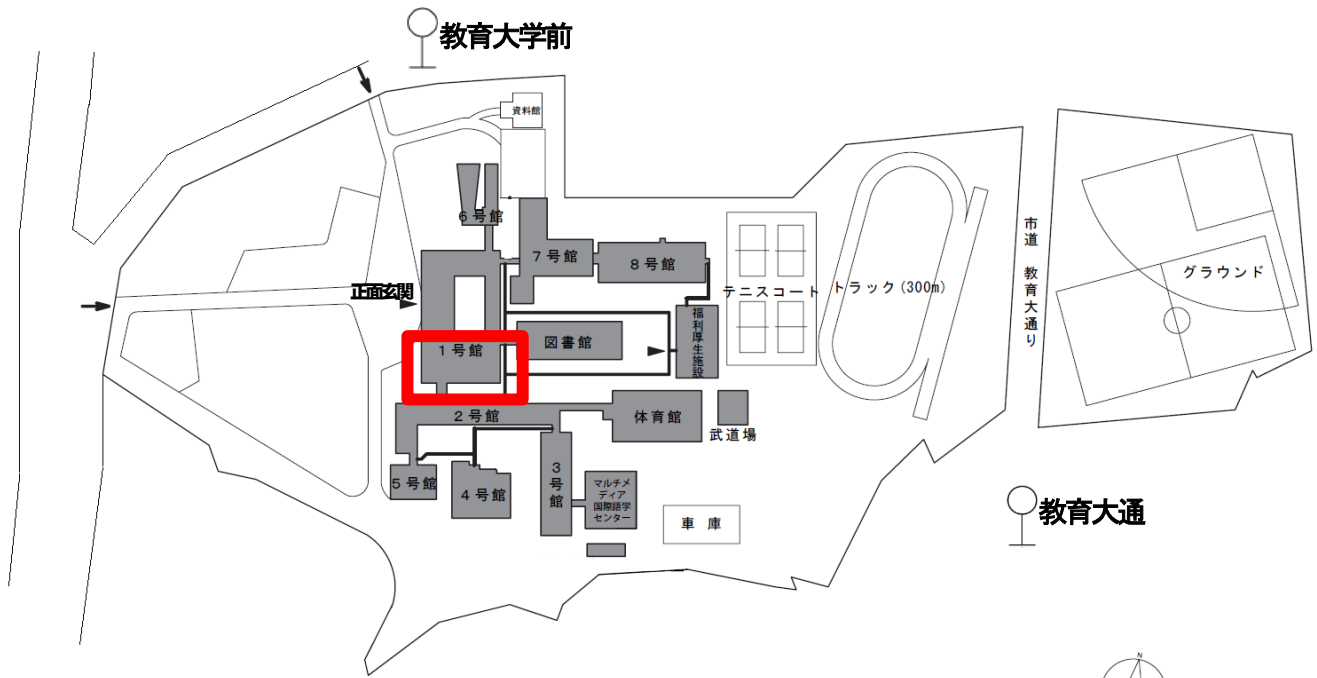 教育大学前
資料館
6号館
7号館
8号館
正面玄関
テニスコート
トラック(300m)
市道 教育大通り
グラウンド
1号館
図書館
福利厚生施設
2号館
体育館
武道場
5号館
4号館
3号館
マルチメ
ディア
国際語学
センター
車庫
教育大通
N